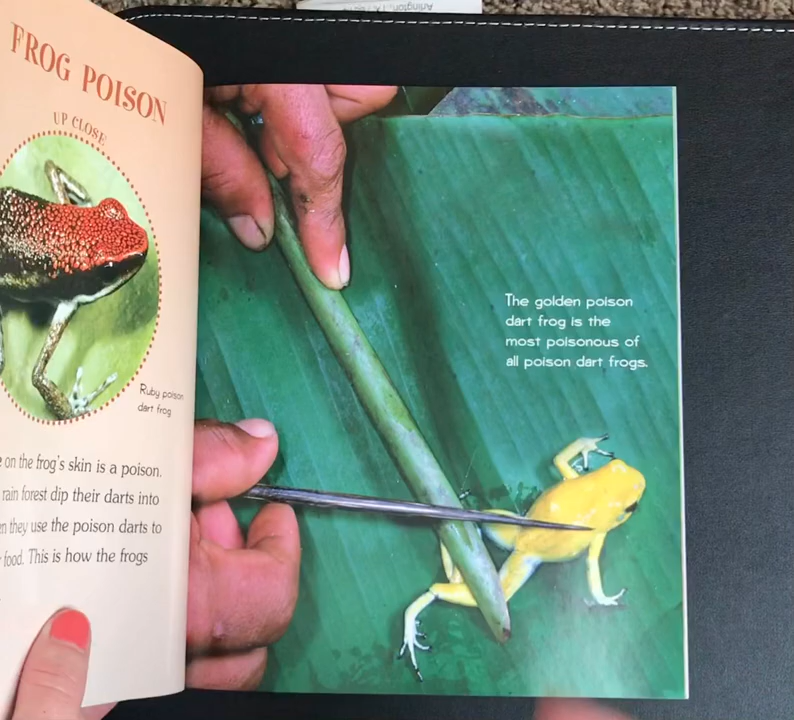 FROG POISON
UP CLOSE
Ruby poison
dart frog
on the frog's skin is a poison.
rain forest dip their darts into
they use the poison darts to
food. This is how the frogs
The golden poison
dart frog is the
most poisonous of
all poison dart frogs.